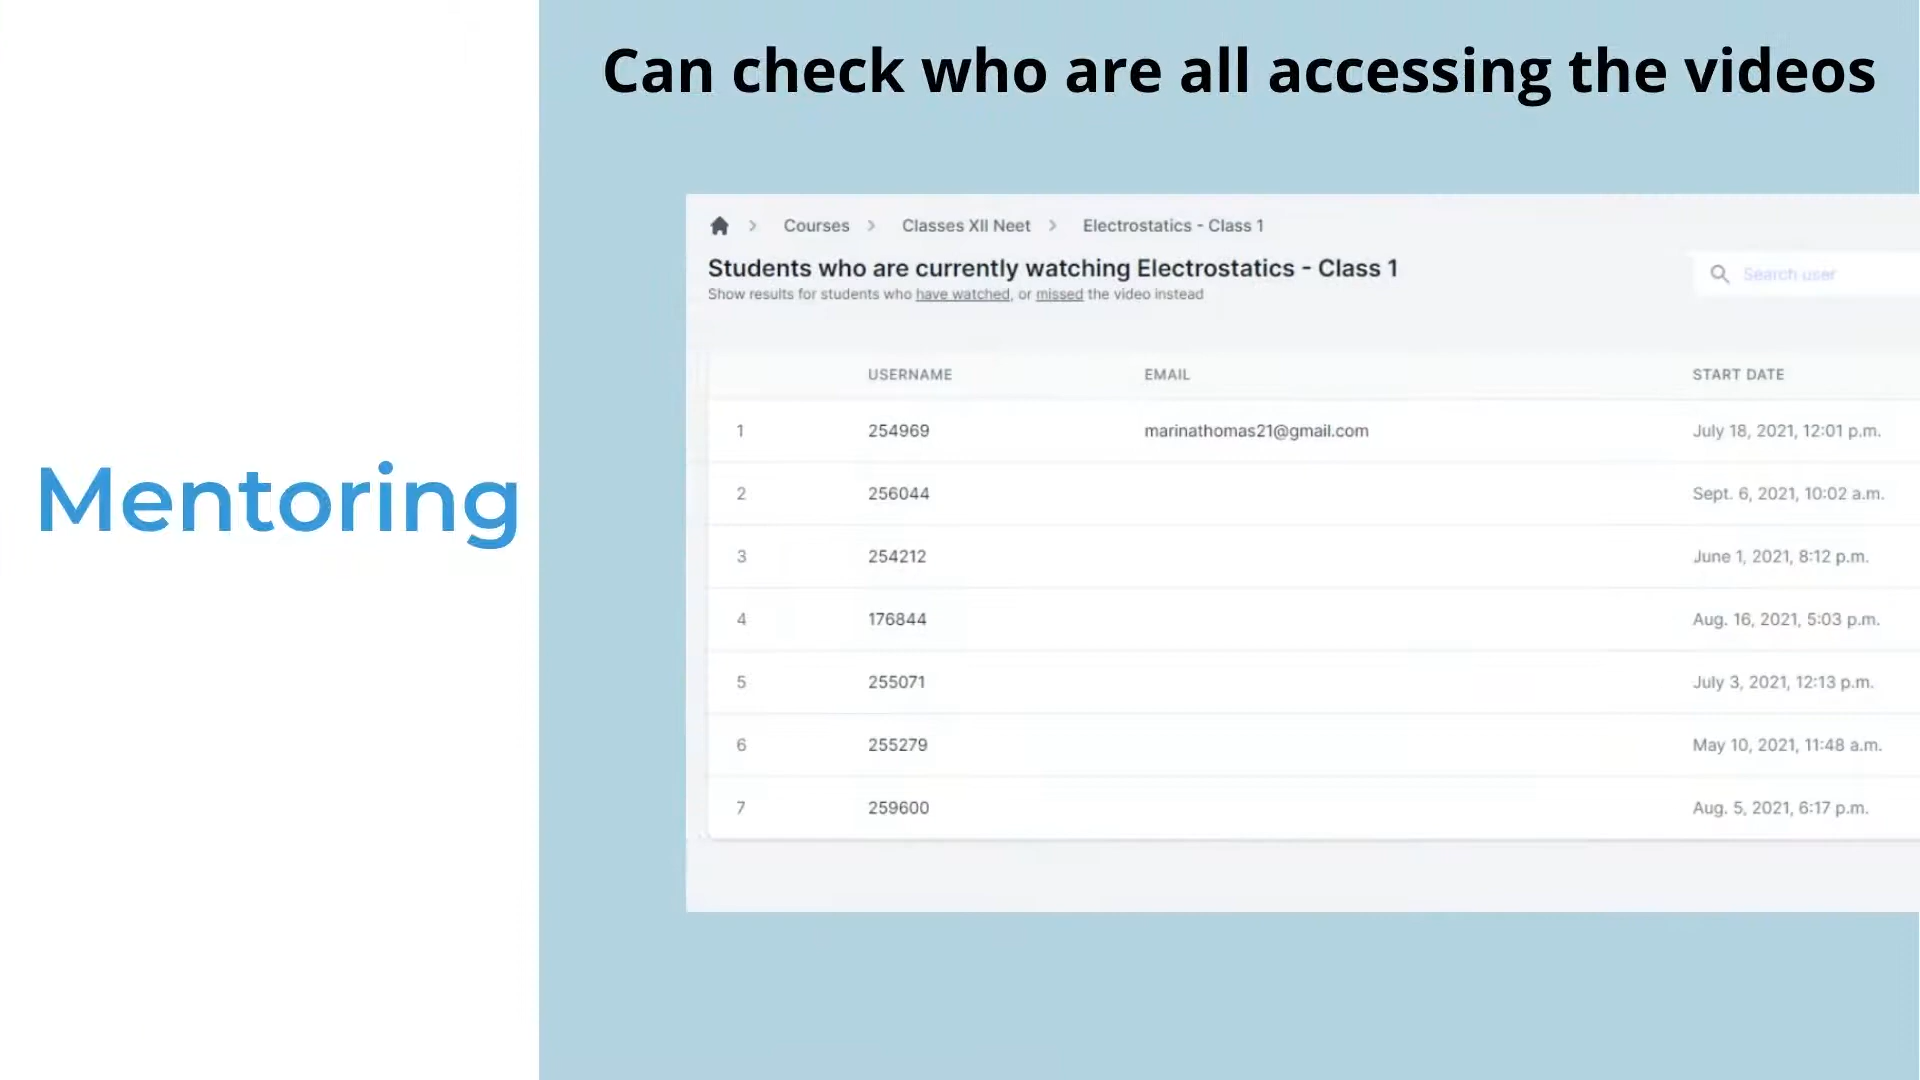 Can check who are all accessing the videos
Mentoring
Courses > Classes XII Neet > Electrostatics - Class 1
Students who are currently watching Electrostatics - Class 1
Show results for students who have watched, or missed the video instead
Search user
USERNAME EMAIL START DATE
1 254969 marinathomas21@gmail.com July 18, 2021, 12:01 p.m.
2 256044 Sept. 6, 2021, 10:02 a.m.
3 254212 June 1, 2021, 8:12 p.m.
4 176844 Aug. 16, 2021, 5:03 p.m.
5 255071 July 3, 2021, 12:13 p.m.
6 255279 May 10, 2021, 11:48 a.m.
7 259600 Aug. 5, 2021, 6:17 p.m.